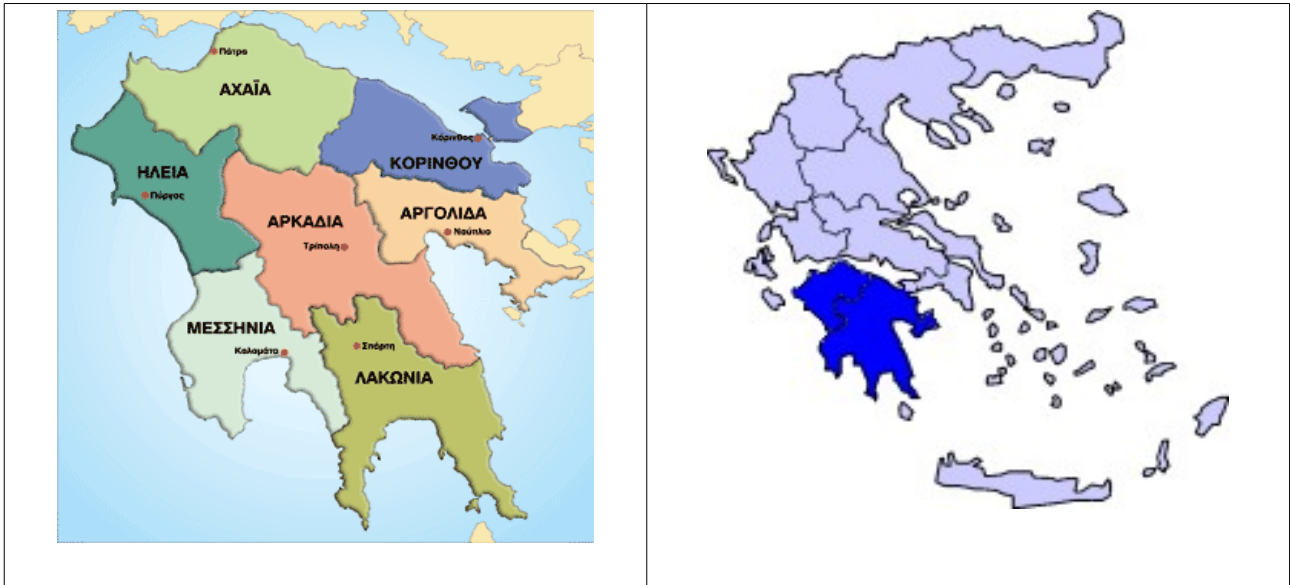 Πάτρα
ΑΧΑΪΑ
Κόρινθος
ΚΟΡΙΝΘΟΥ
ΗΛΕΙΑ
Πύργος
ΑΡΓΟΛΙΔΑ
ΑΡΚΑΔΙΑ
Ναύπλιο
Τρίπολη
ΜΕΣΣΗΝΙΑ
Καλαμάτα
Σπάρτη
ΛΑΚΩΝΙΑ